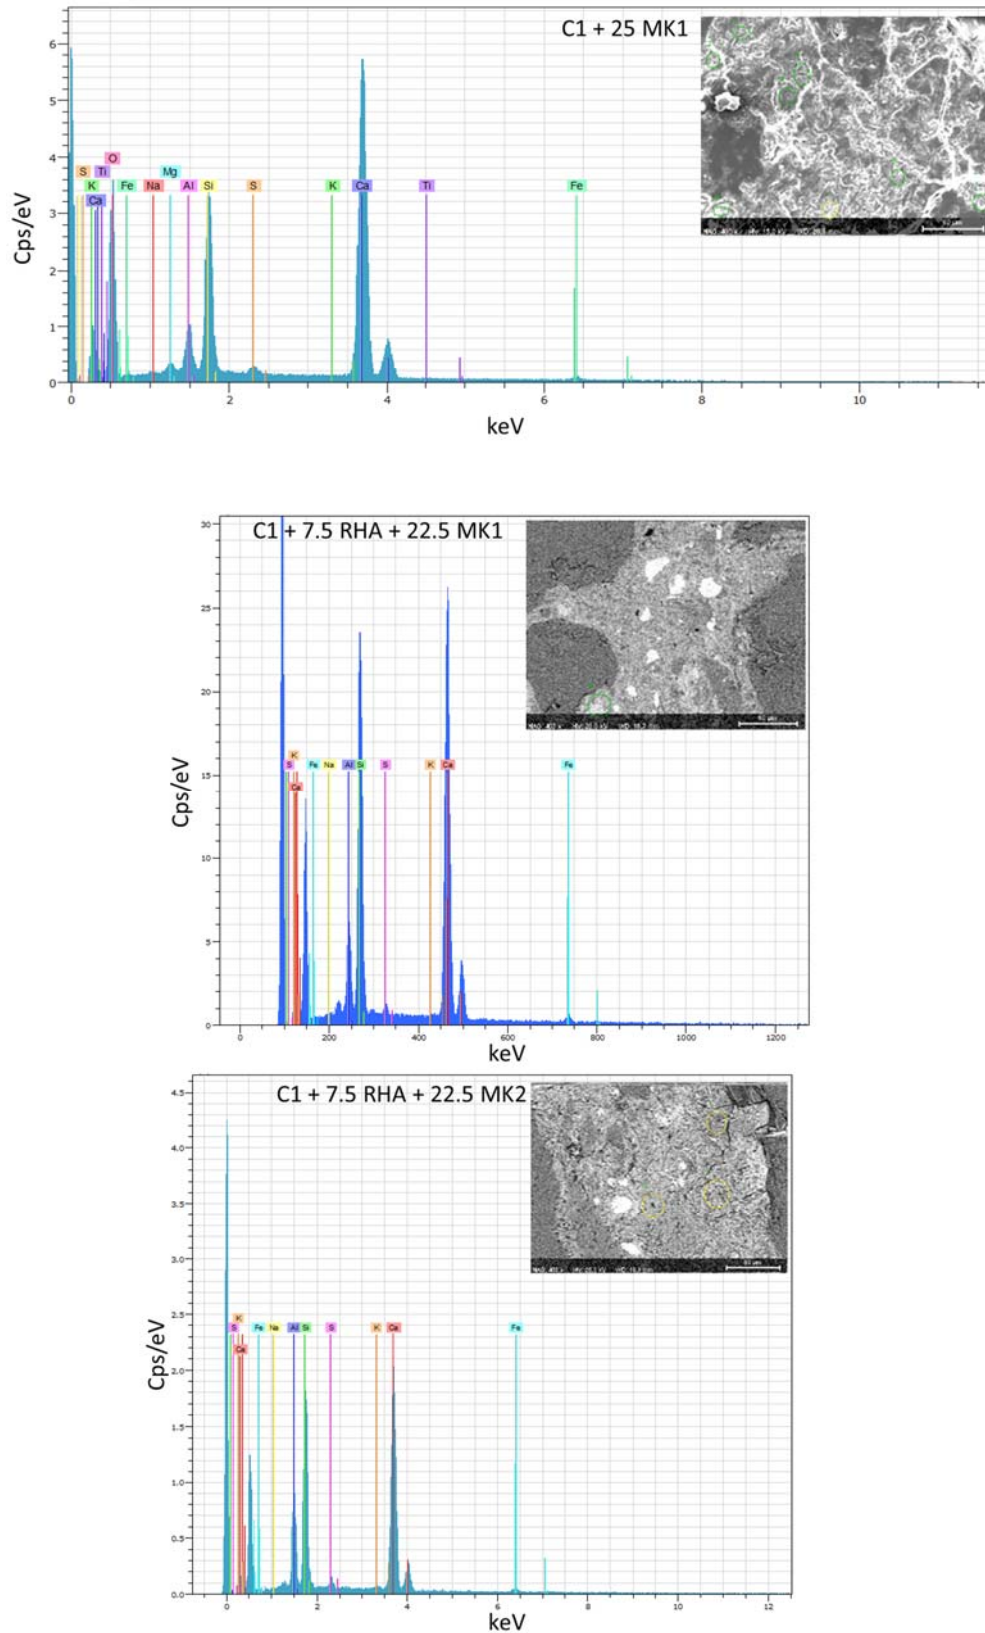 C1 + 25 MK1
6
5
4
3
2
1
0
Cps/eV
O
S Ti Mg
K Fe Na Al Si S K Ca Ti Fe
Ca
0 2 4 6 8 10
keV
C1 + 7.5 RHA + 22.5 MK1
30
25
20
15
10
5
0
Cps/eV
K
S Fe Na Al Si S K Ca Fe
Ca
0 200 400 600 800 1000 1200
keV
C1 + 7.5 RHA + 22.5 MK2
4.5
4.0
3.5
3.0
2.5
2.0
1.5
1.0
0.5
0.0
Cps/eV
K
S Fe Na Al Si S K Ca Fe
Ca
0 2 4 6 8 10 12
keV